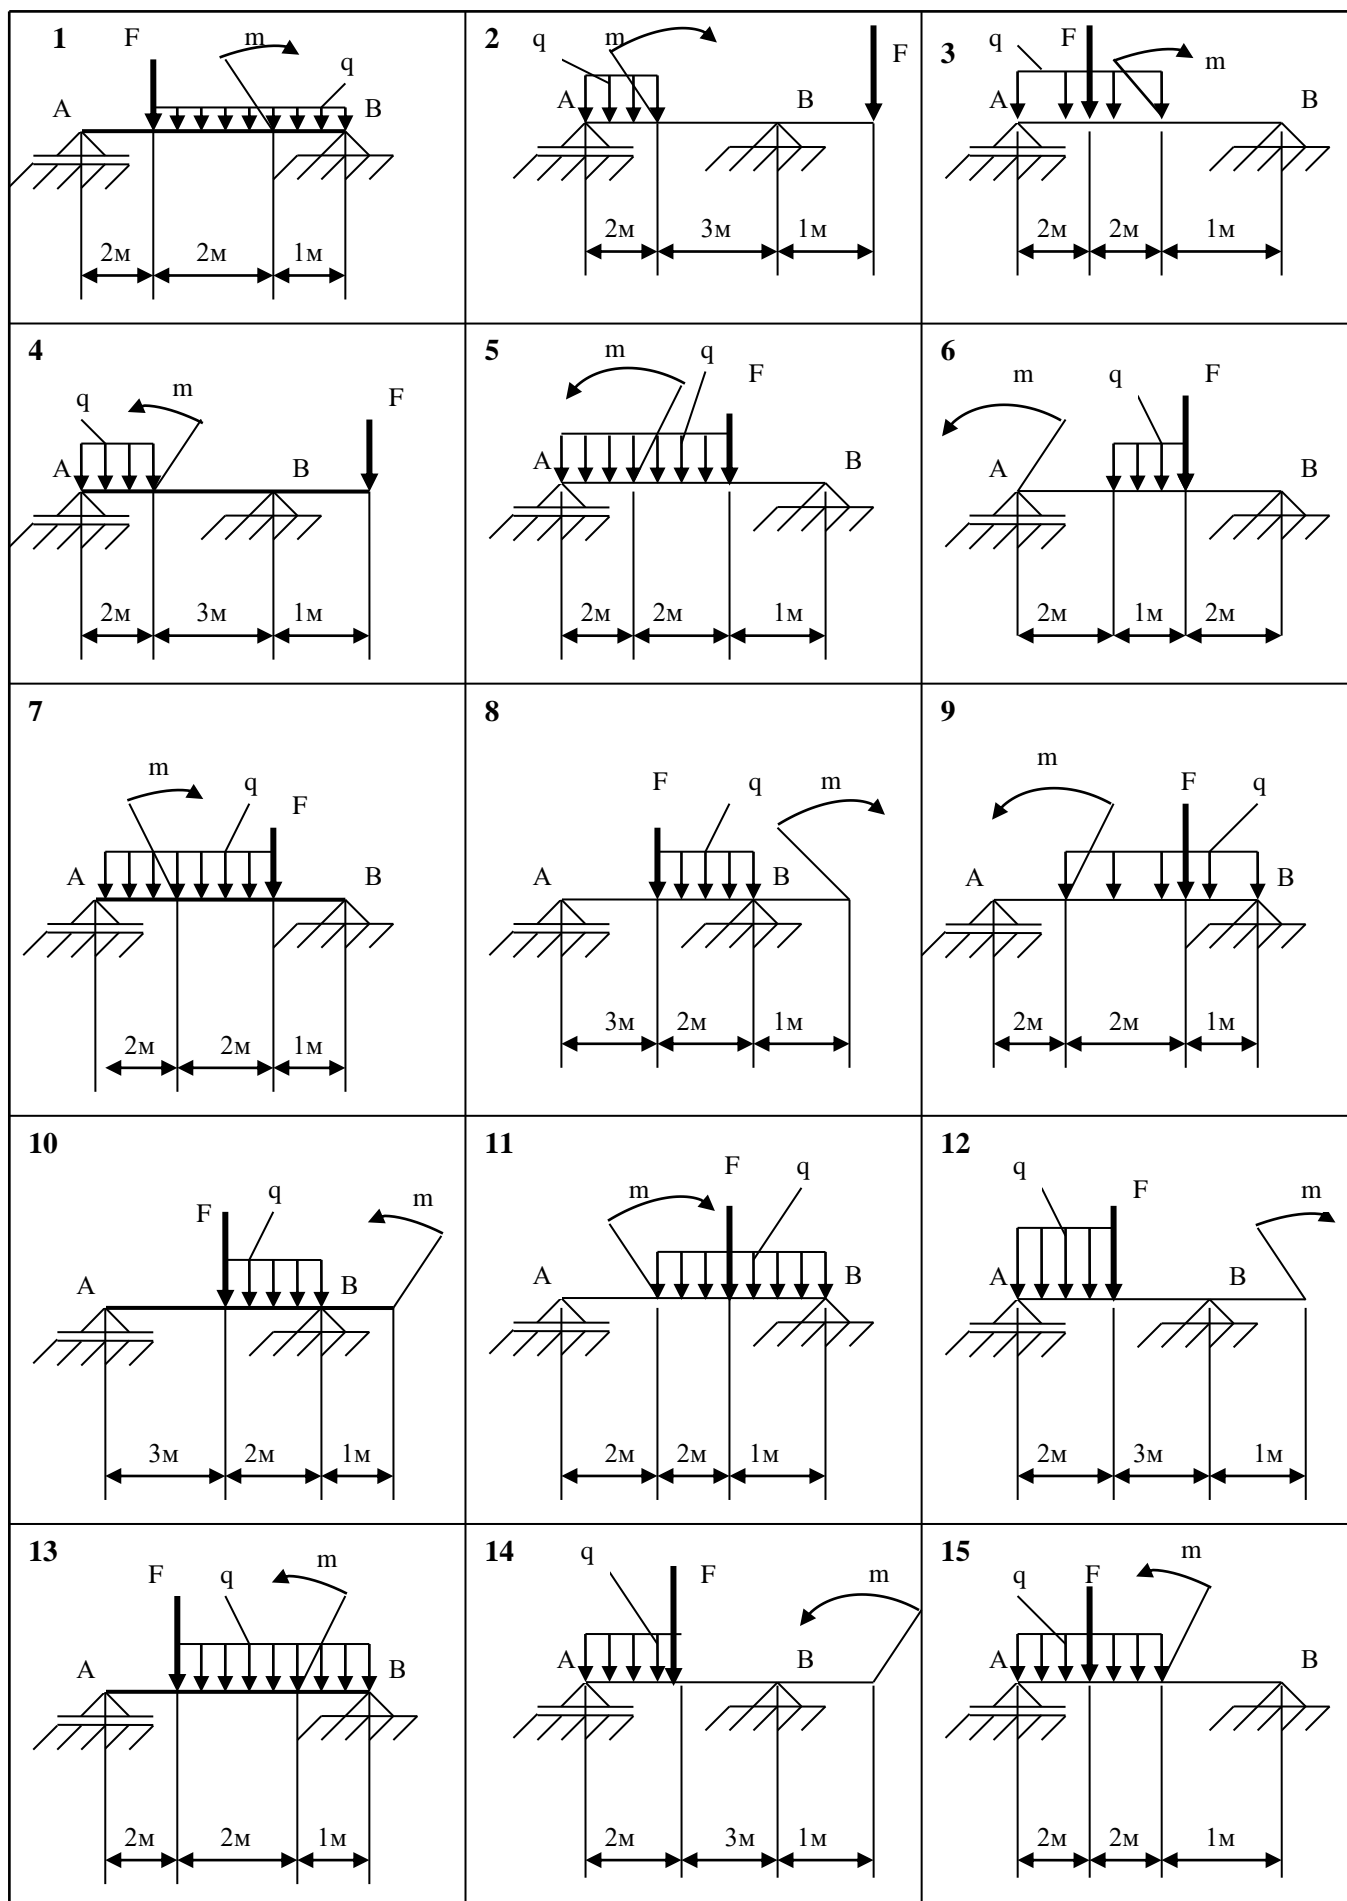 1 F m q A B 2м 2м 1м
2 q m F A B 2м 3м 1м
3 q F m A B 2м 2м 1м
4 q m F A B 2м 3м 1м
5 m q F A B 2м 2м 1м
6 m q F A B 2м 1м 2м
7 m q F A B 2м 2м 1м
8 F q m A B 3м 2м 1м
9 m F q A B 2м 2м 1м
10 F q m A B 3м 2м 1м
11 m F q A B 2м 2м 1м
12 q F m A B 2м 3м 1м
13 F q m A B 2м 2м 1м
14 q F m A B 2м 3м 1м
15 q F m A B 2м 2м 1м